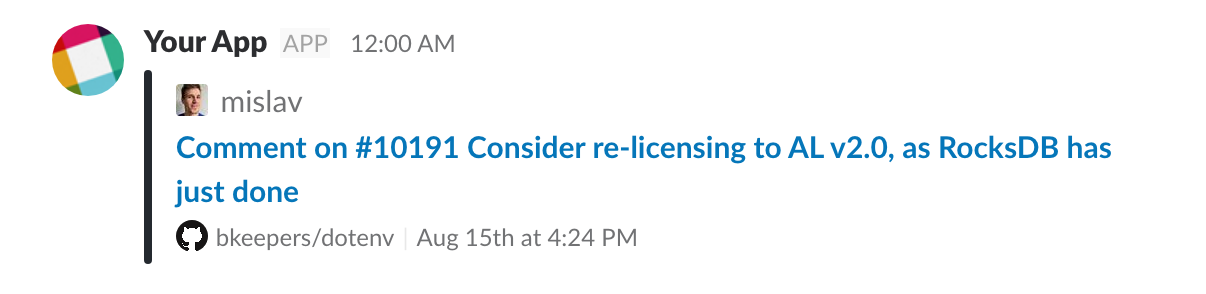 Your App APP 12:00 AM
mislav
Comment on #10191 Consider re-licensing to AL v2.0, as RocksDB has
just done
bkeepers/dotenv | Aug 15th at 4:24 PM